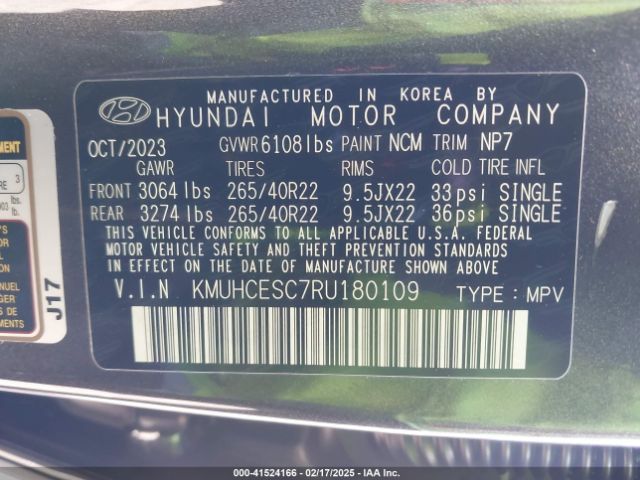 MANUFACTURED IN KOREA BY
HYUNDAI MOTOR COMPANY
OCT/2023 GVWR 6108 lbs PAINT NCM TRIM NP7
GAWR TIRES RIMS COLD TIRE INFL
FRONT 3064 lbs 265/40R22 9.5JX22 33psi SINGLE
REAR 3274 lbs 265/40R22 9.5JX22 36psi SINGLE
THIS VEHICLE CONFORMS TO ALL APPLICABLE U.S.A. FEDERAL
MOTOR VEHICLE SAFETY AND THEFT PREVENTION STANDARDS
IN EFFECT ON THE DATE OF MANUFACTURE SHOWN ABOVE
V.I.N KMUHCESC7RU180109 TYPE : MPV
3
lbs.
lb.
J17
000-41524166 - 02/17/2025 - IAA Inc.